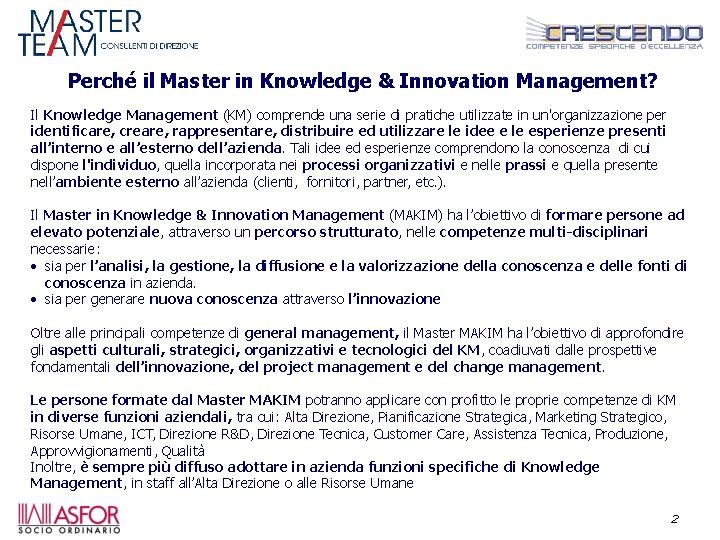 MASTER
TEAM CONSULENTI DI DIREZIONE
CRESCENDO
COMPETENZE SPECIFICHE D'ECCELLENZA
Perché il Master in Knowledge & Innovation Management?
Il Knowledge Management (KM) comprende una serie di pratiche utilizzate in un'organizzazione per
identificare, creare, rappresentare, distribuire ed utilizzare le idee e le esperienze presenti
all’interno e all’esterno dell’azienda. Tali idee ed esperienze comprendono la conoscenza di cui
dispone l'individuo, quella incorporata nei processi organizzativi e nelle prassi e quella presente
nell’ambiente esterno all’azienda (clienti, fornitori, partner, etc.).
Il Master in Knowledge & Innovation Management (MAKIM) ha l’obiettivo di formare persone ad
elevato potenziale, attraverso un percorso strutturato, nelle competenze multi-disciplinari
necessarie:
• sia per l’analisi, la gestione, la diffusione e la valorizzazione della conoscenza e delle fonti di
conoscenza in azienda.
• sia per generare nuova conoscenza attraverso l’innovazione
Oltre alle principali competenze di general management, il Master MAKIM ha l’obiettivo di approfondire
gli aspetti culturali, strategici, organizzativi e tecnologici del KM, coadiuvati dalle prospettive
fondamentali dell’innovazione, del project management e del change management.
Le persone formate dal Master MAKIM potranno applicare con profitto le proprie competenze di KM
in diverse funzioni aziendali, tra cui: Alta Direzione, Pianificazione Strategica, Marketing Strategico,
Risorse Umane, ICT, Direzione R&D, Direzione Tecnica, Customer Care, Assistenza Tecnica, Produzione,
Approvvigionamenti, Qualità
Inoltre, è sempre più diffuso adottare in azienda funzioni specifiche di Knowledge
Management, in staff all’Alta Direzione o alle Risorse Umane
ASFOR
SOCIO ORDINARIO
2